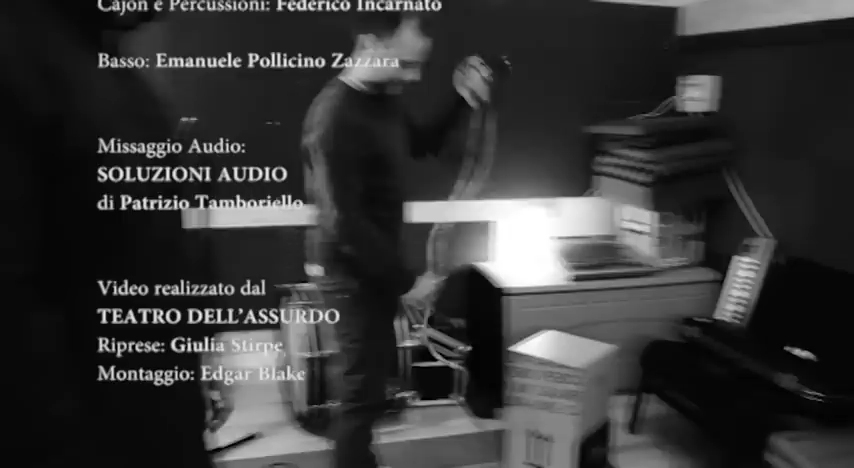 Cajon e Percussioni: Federico Incarnato
Basso: Emanuele Pollicino Zazzara
Missaggio Audio:
SOLUZIONI AUDIO
di Patrizio Tamboriello
Video realizzato dal
TEATRO DELL'ASSURDO
Riprese: Giulia Stirpe
Montaggio: Edgar Blake